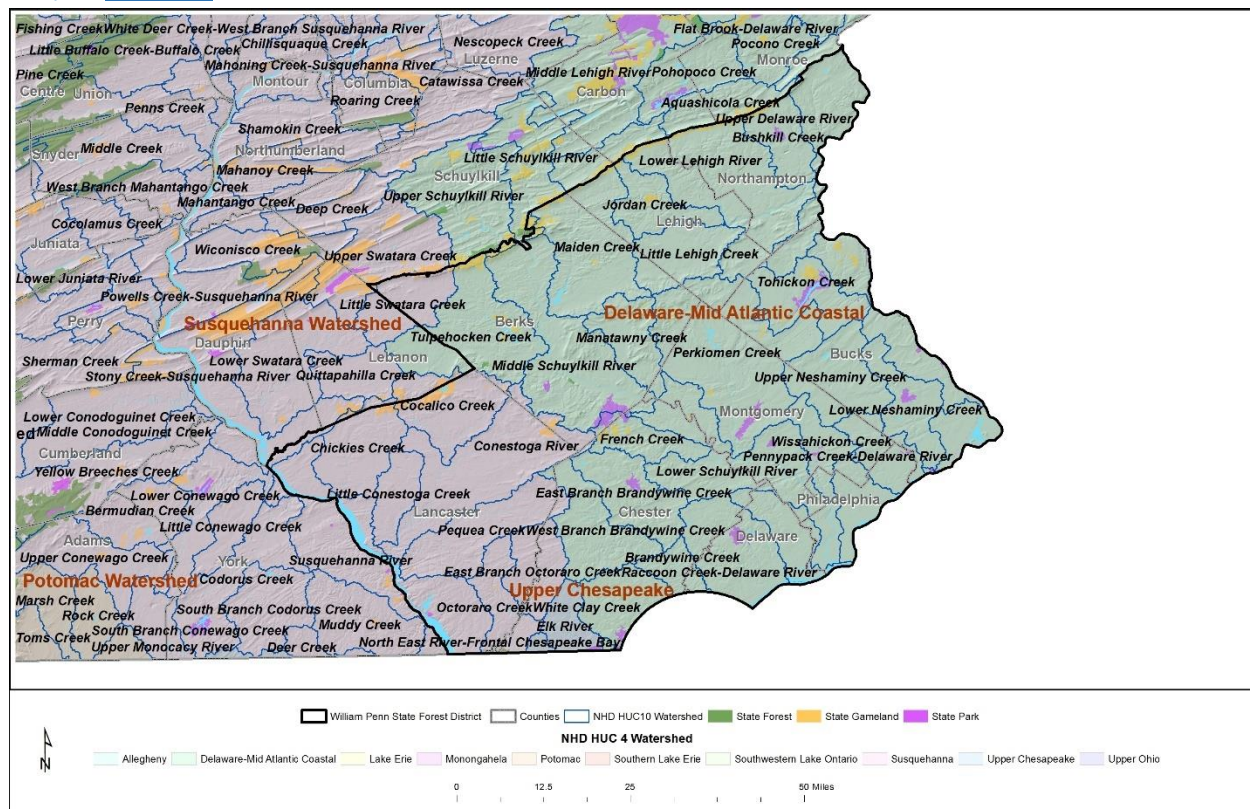 Fishing Creek White Deer Creek-West Branch Susquehanna River
Flat Brook-Delaware River
Little Buffalo Creek-Buffalo Creek
Chillisquaque Creek
Nescopeck Creek
Pocono Creek
Luzerne
Monroe
Mahoning Creek-Susquehanna River
Middle Lehigh River
Pohopoco Creek
Pine Creek
Montour
Columbia
Catawissa Creek
Centre
Union
Carbon
Roaring Creek
Aquashicola Creek
Penns Creek
Upper Delaware River
Shamokin Creek
Bushkill Creek
Middle Creek
Northumberland
Snyder
Little Schuylkill River
Lower Lehigh River
Mahanoy Creek
Schuylkill
Northampton
West Branch Mahantango Creek
Upper Schuylkill River
Mahantango Creek
Deep Creek
Jordan Creek
Cocolamus Creek
Lehigh
Juniata
Wiconisco Creek
Upper Swatara Creek
Maiden Creek
Little Lehigh Creek
Lower Juniata River
Tohickon Creek
Powells Creek-Susquehanna River
Little Swatara Creek
Delaware-Mid Atlantic Coastal
Perry
Susquehanna Watershed
Berks
Dauphin
Tulpehocken Creek
Manatawny Creek
Sherman Creek
Lower Swatara Creek
Lebanon
Perkiomen Creek
Bucks
Stony Creek-Susquehanna River
Quittapahilla Creek
Middle Schuylkill River
Upper Neshaminy Creek
Cocalico Creek
Montgomery
Lower Neshaminy Creek
Lower Conodoguinet Creek
ed
Middle Conodoguinet Creek
Chickies Creek
Conestoga River
French Creek
Wissahickon Creek
Cumberland
Pennypack Creek-Delaware River
Yellow Breeches Creek
Lower Schuylkill River
Lower Conewago Creek
Little Conestoga Creek
East Branch Brandywine Creek
Philadelphia
Bermudian Creek
Lancaster
Chester
Little Conewago Creek
Pequea Creek
West Branch Brandywine Creek
Delaware
Adams
Upper Conewago Creek
York
Susquehanna River
Brandywine Creek
Potomac Watershed
Codorus Creek
East Branch Octoraro Creek
Raccoon Creek-Delaware River
Upper Chesapeake
Marsh Creek
Rock Creek
South Branch Codorus Creek
Octoraro Creek
White Clay Creek
Toms Creek
South Branch Conewago Creek
Muddy Creek
Elk River
Upper Monocacy River
Deer Creek
North East River-Frontal Chesapeake Bay
William Penn State Forest District Counties NHD HUC10 Watershed State Forest State Gameland State Park
NHD HUC 4 Watershed
N
Allegheny Delaware-Mid Atlantic Coastal Lake Erie Monongahela Potomac Southern Lake Erie Southwestern Lake Ontario Susquehanna Upper Chesapeake Upper Ohio
0 12.5 25 50 Miles